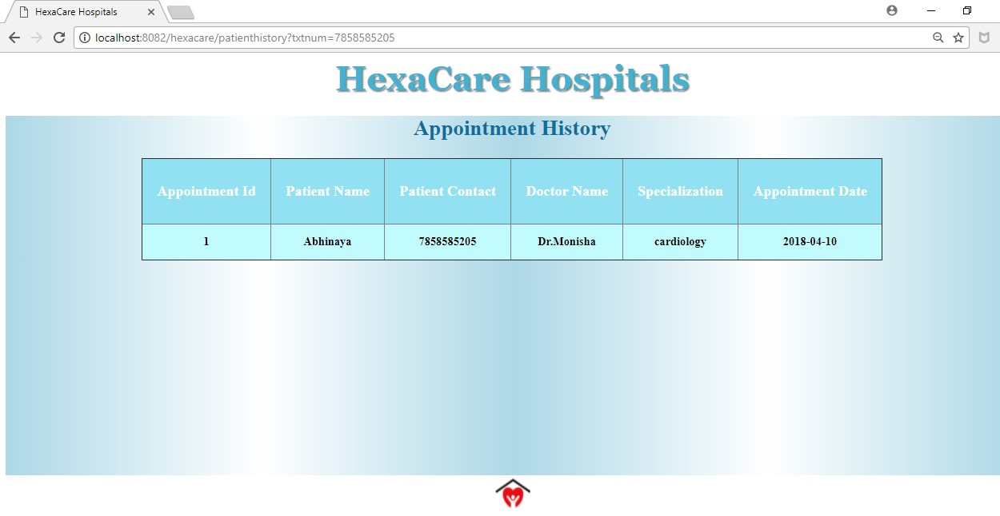 HexaCare Hospitals
localhost:8082/hexacare/patienthistory?txtnum=7858585205
HexaCare Hospitals
Appointment History
Appointment Id Patient Name Patient Contact Doctor Name Specialization Appointment Date
1 Abhinaya 7858585205 Dr.Monisha cardiology 2018-04-10